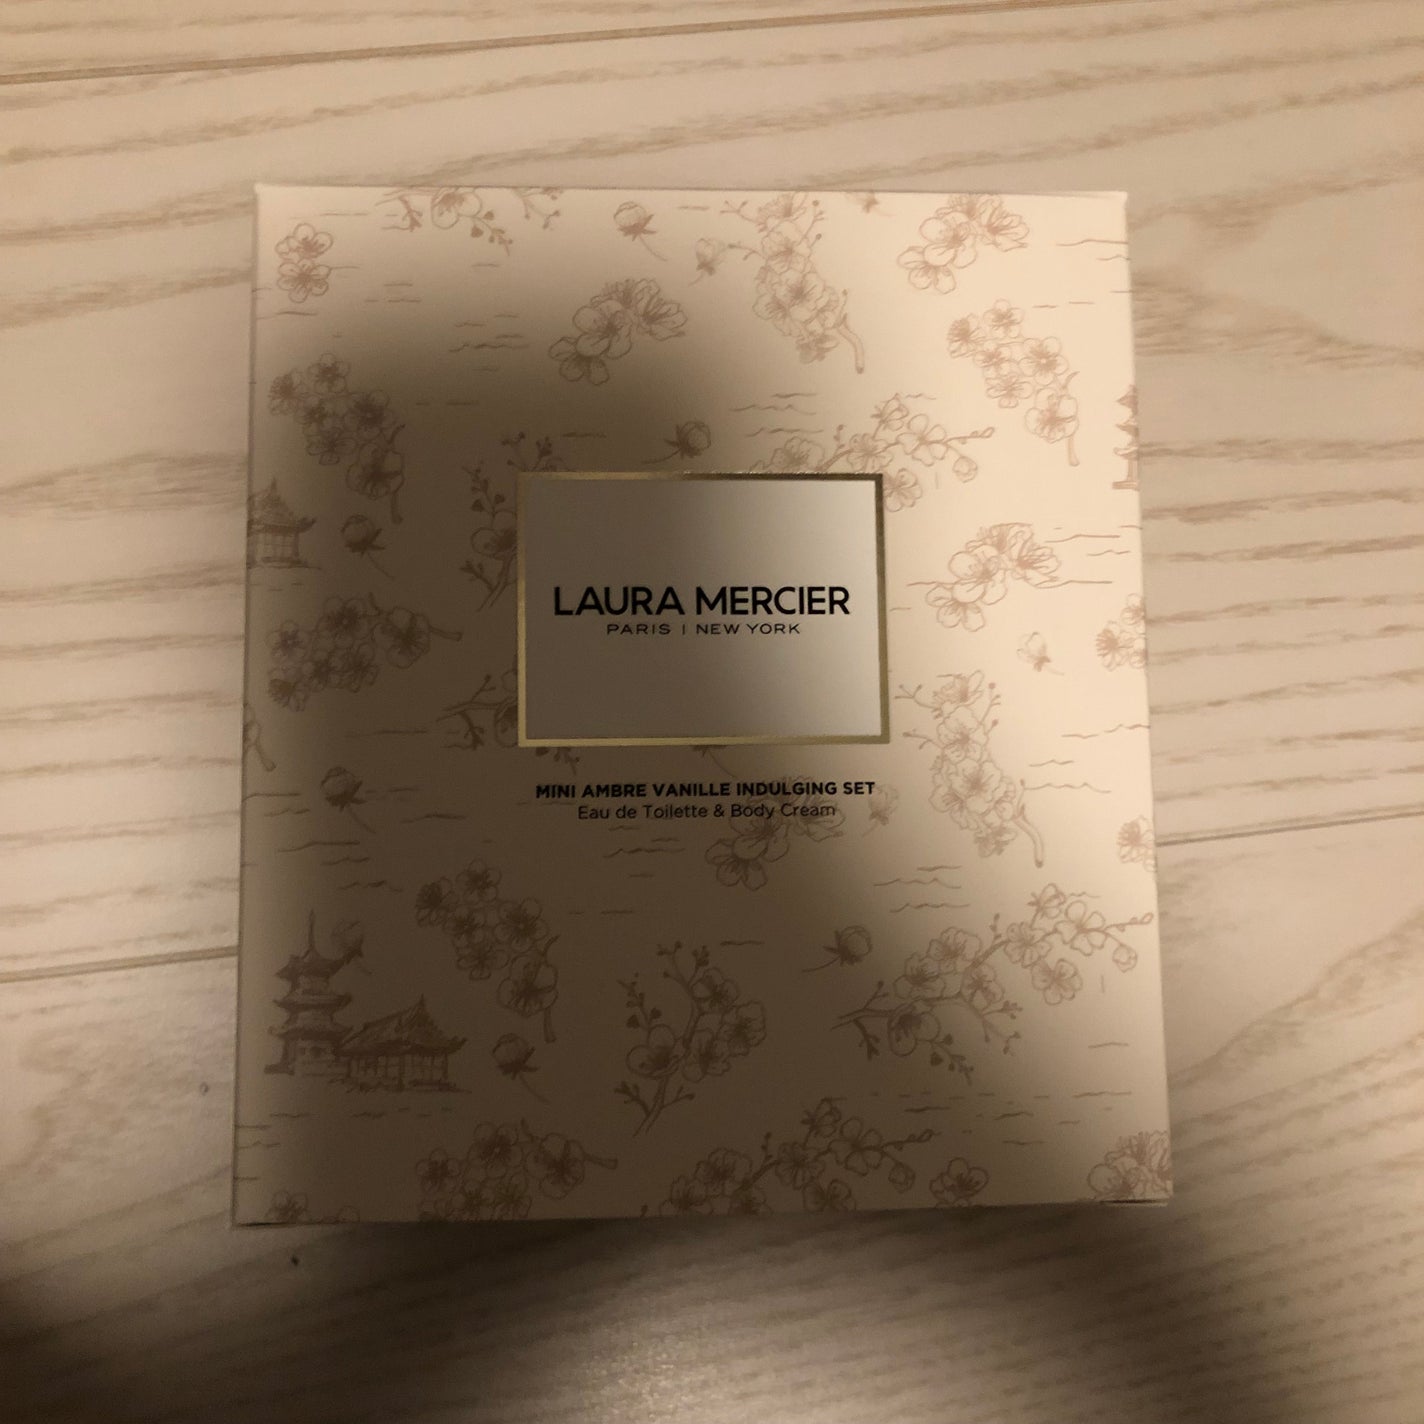 LAURA MERCIER
PARIS | NEW YORK
MINI AMBRE VANILLE INDULGING SET
Eau de Toilette & Body Cream